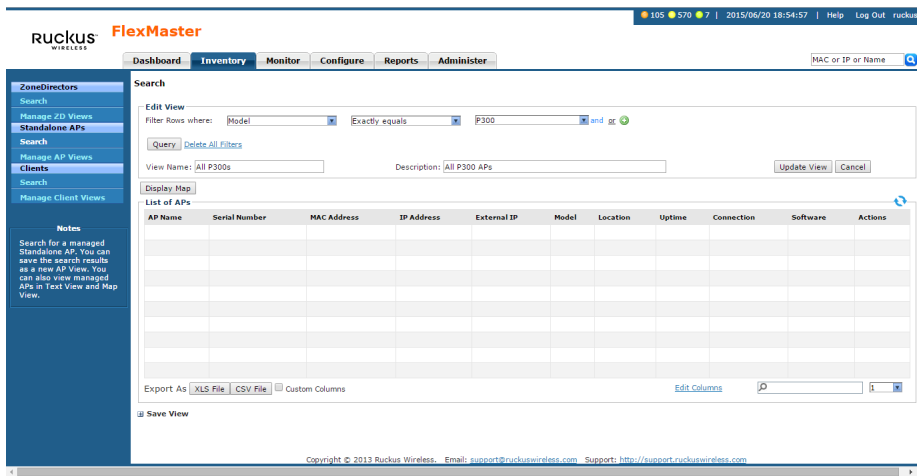 105 570 7 | 2015/06/20 18:54:57 | Help Log Out ruckus
Ruckus WIRELESS FlexMaster
Dashboard Inventory Monitor Configure Reports Administer MAC or IP or Name
ZoneDirectors
Search
Manage ZD Views
Standalone APs
Search
Manage AP Views
Clients
Search
Manage Client Views
Notes
Search for a managed
Standalone AP. You can
save the search results
as a new AP View. You
can also view managed
APs in Text View and Map
View.
Search
Edit View
Filter Rows where: Model Exactly equals P300 and or
Query Delete All Filters
View Name: All P300s Description: All P300 APs Update View Cancel
Display Map
List of APs
AP Name Serial Number MAC Address IP Address External IP Model Location Uptime Connection Software Actions
Export As XLS File CSV File Custom Columns Edit Columns 1
Save View
Copyright © 2013 Ruckus Wireless. Email: support@ruckuswireless.com Support: http://support.ruckuswireless.com